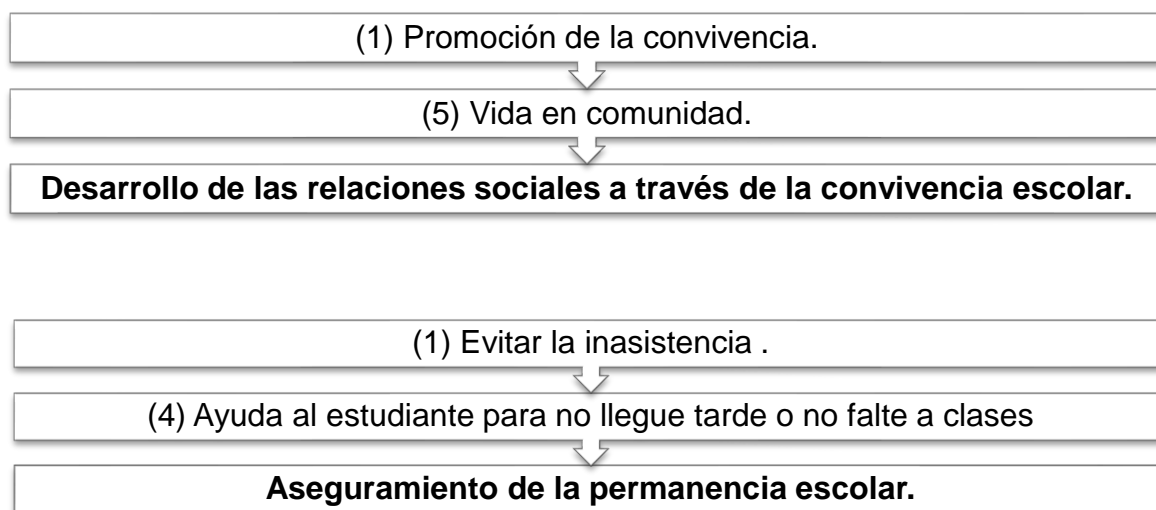 (1) Promoción de la convivencia.
(5) Vida en comunidad.
Desarrollo de las relaciones sociales a través de la convivencia escolar.
(1) Evitar la inasistencia .
(4) Ayuda al estudiante para no llegue tarde o no falte a clases
Aseguramiento de la permanencia escolar.